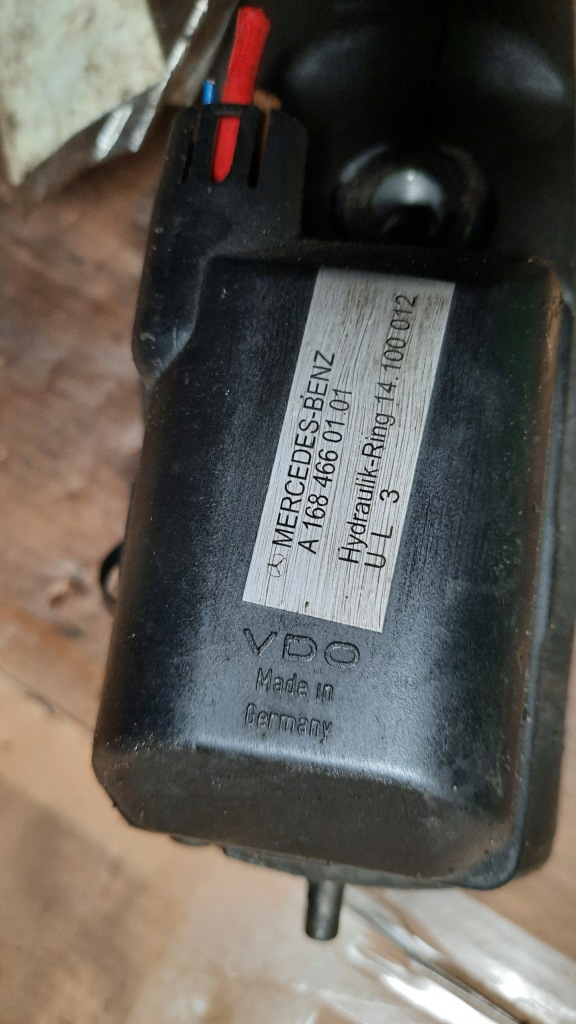 MERCEDES-BENZ
A 168 466 01.01
Hydraulik-Ring 14.100 012
U L 3
VDO
Made in
Germany